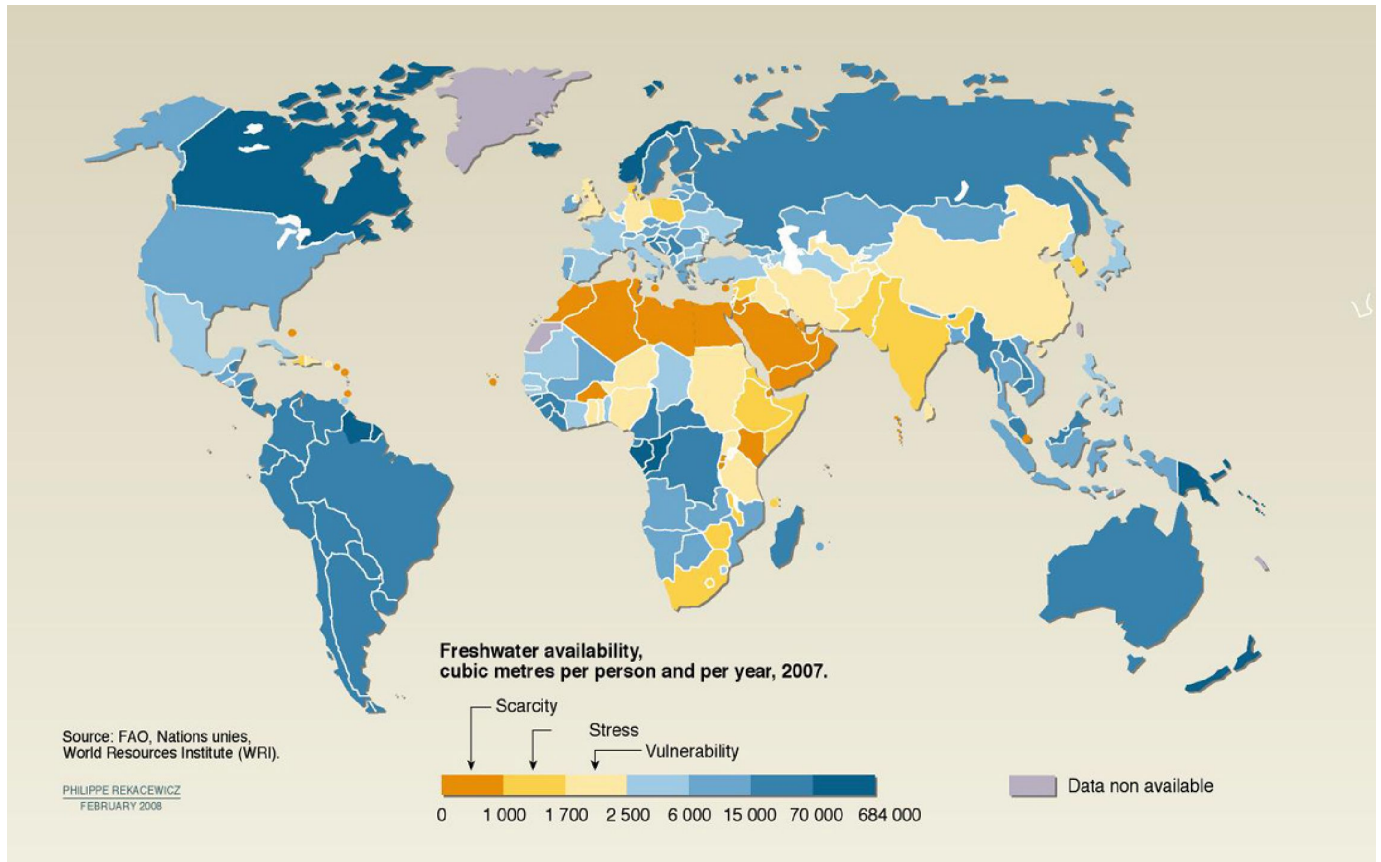 Freshwater availability,
cubic metres per person and per year, 2007.
Scarcity
Stress
Vulnerability
0 1 000 1 700 2 500 6 000 15 000 70 000 684 000
Data non available
Source: FAO, Nations unies,
World Resources Institute (WRI).
PHILIPPE REKACEWICZ
FEBRUARY 2008